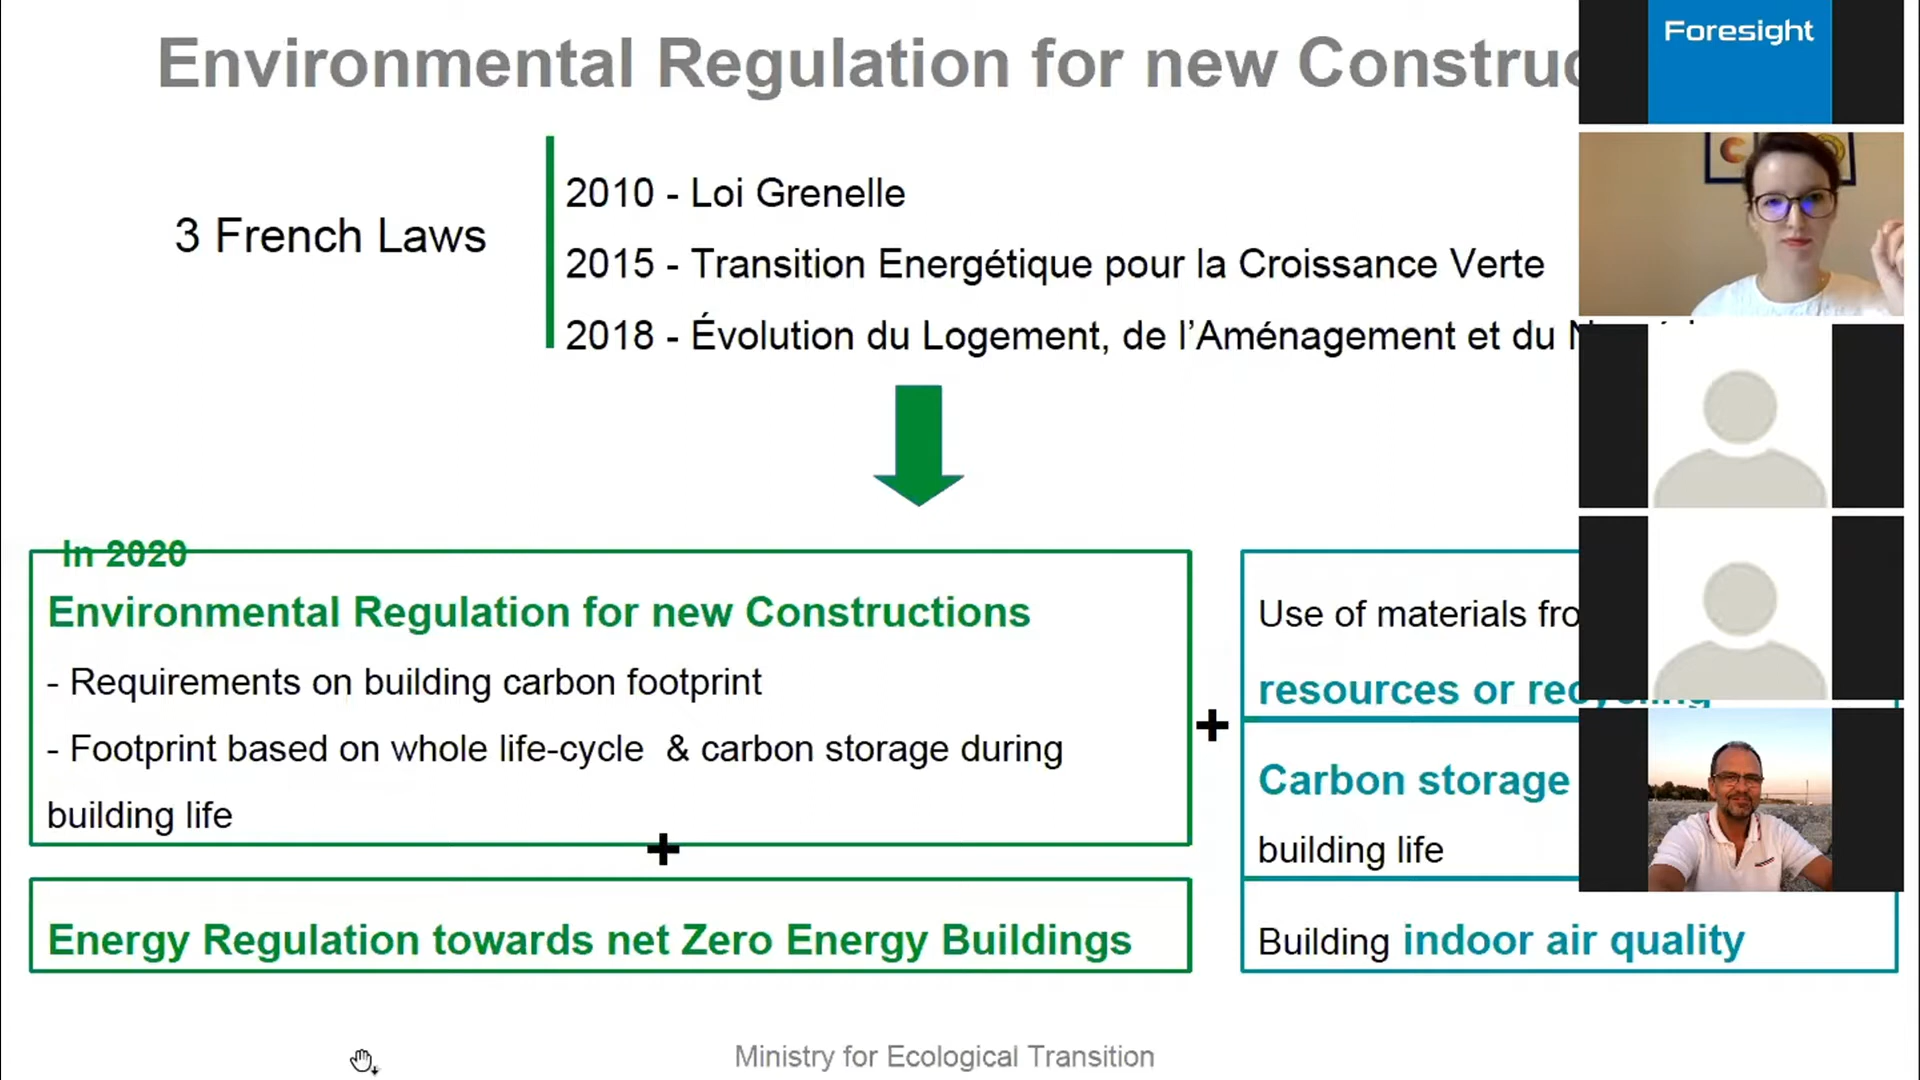 Environmental Regulation for new Construc
Foresight
3 French Laws
2010 - Loi Grenelle
2015 - Transition Energétique pour la Croissance Verte
2018 - Évolution du Logement, de l’Aménagement et du
In 2020
Environmental Regulation for new Constructions
- Requirements on building carbon footprint
- Footprint based on whole life-cycle & carbon storage during
building life
+
Energy Regulation towards net Zero Energy Buildings
+
Use of materials fro
resources or recycling
Carbon storage
building life
Building indoor air quality
Ministry for Ecological Transition